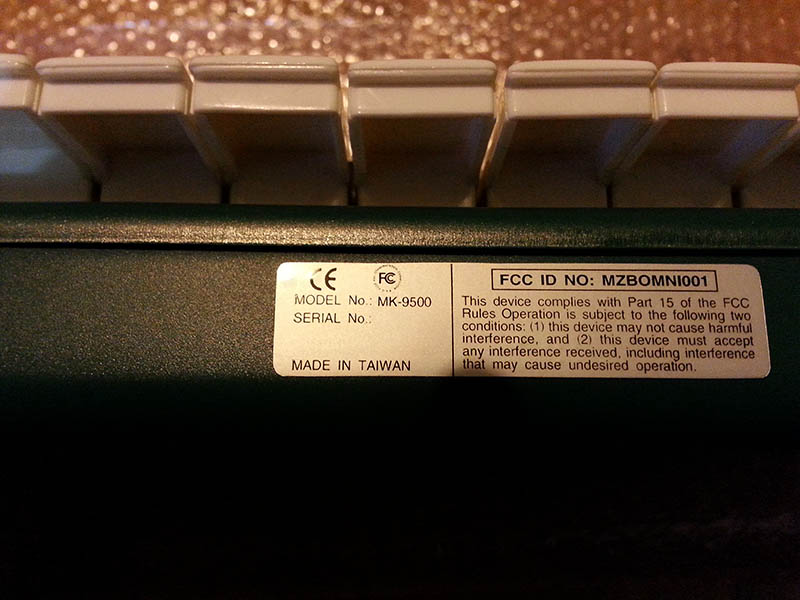 CE FC
MODEL No.: MK-9500
SERIAL No.:
MADE IN TAIWAN
FCC ID NO: MZBOMNI001
This device complies with Part 15 of the FCC
Rules Operation is subject to the following two
conditions: (1) this device may not cause harmful
interference, and (2) this device must accept
any interference received, including interference
that may cause undesired operation.